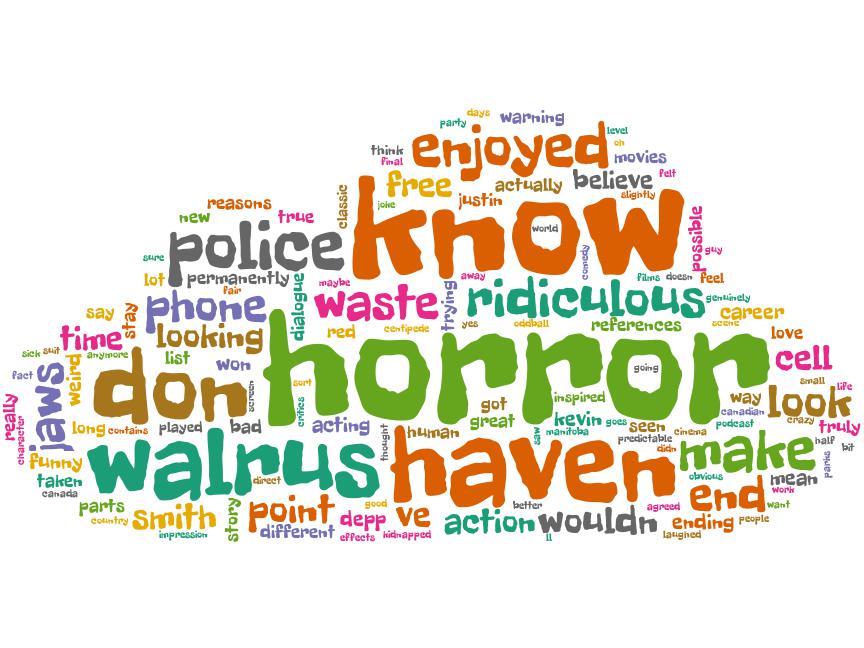 days
party
warning
level
enjoyed
oh
think
final
movies
free
actually
believe
felt
slightly
classic
joke
justin
reasons
new
true
know
world
possible
guy
police
comedy
sure
lot
permanently
fair
maybe
away
films
doesn
feel
dialogue
phone
waste
trying
ridiculous
genuinely
career
scene
say
stay
time
looking
red
centipede
yes
oddball
references
love
sick
suit
anymore
list
won
horror
going
cell
small
life
fact
jaws
weird
don
screen
sort
critics
got
inspired
way
look
canadian
really
character
long
contains
played
bad
acting
human
great
kevin
goes
seen
podcast
crazy
truly
thought
saw
manitoba
predictable
cinema
half
bit
funny
walrus
direct
haven
didn
make
obvious
mean
parks
taken
canada
work
end
want
parts
country
smith
impression
story
point
different
good
depp
effects
ve
kidnapped
action
better
wouldn
ll
agreed
ending
laughed
people